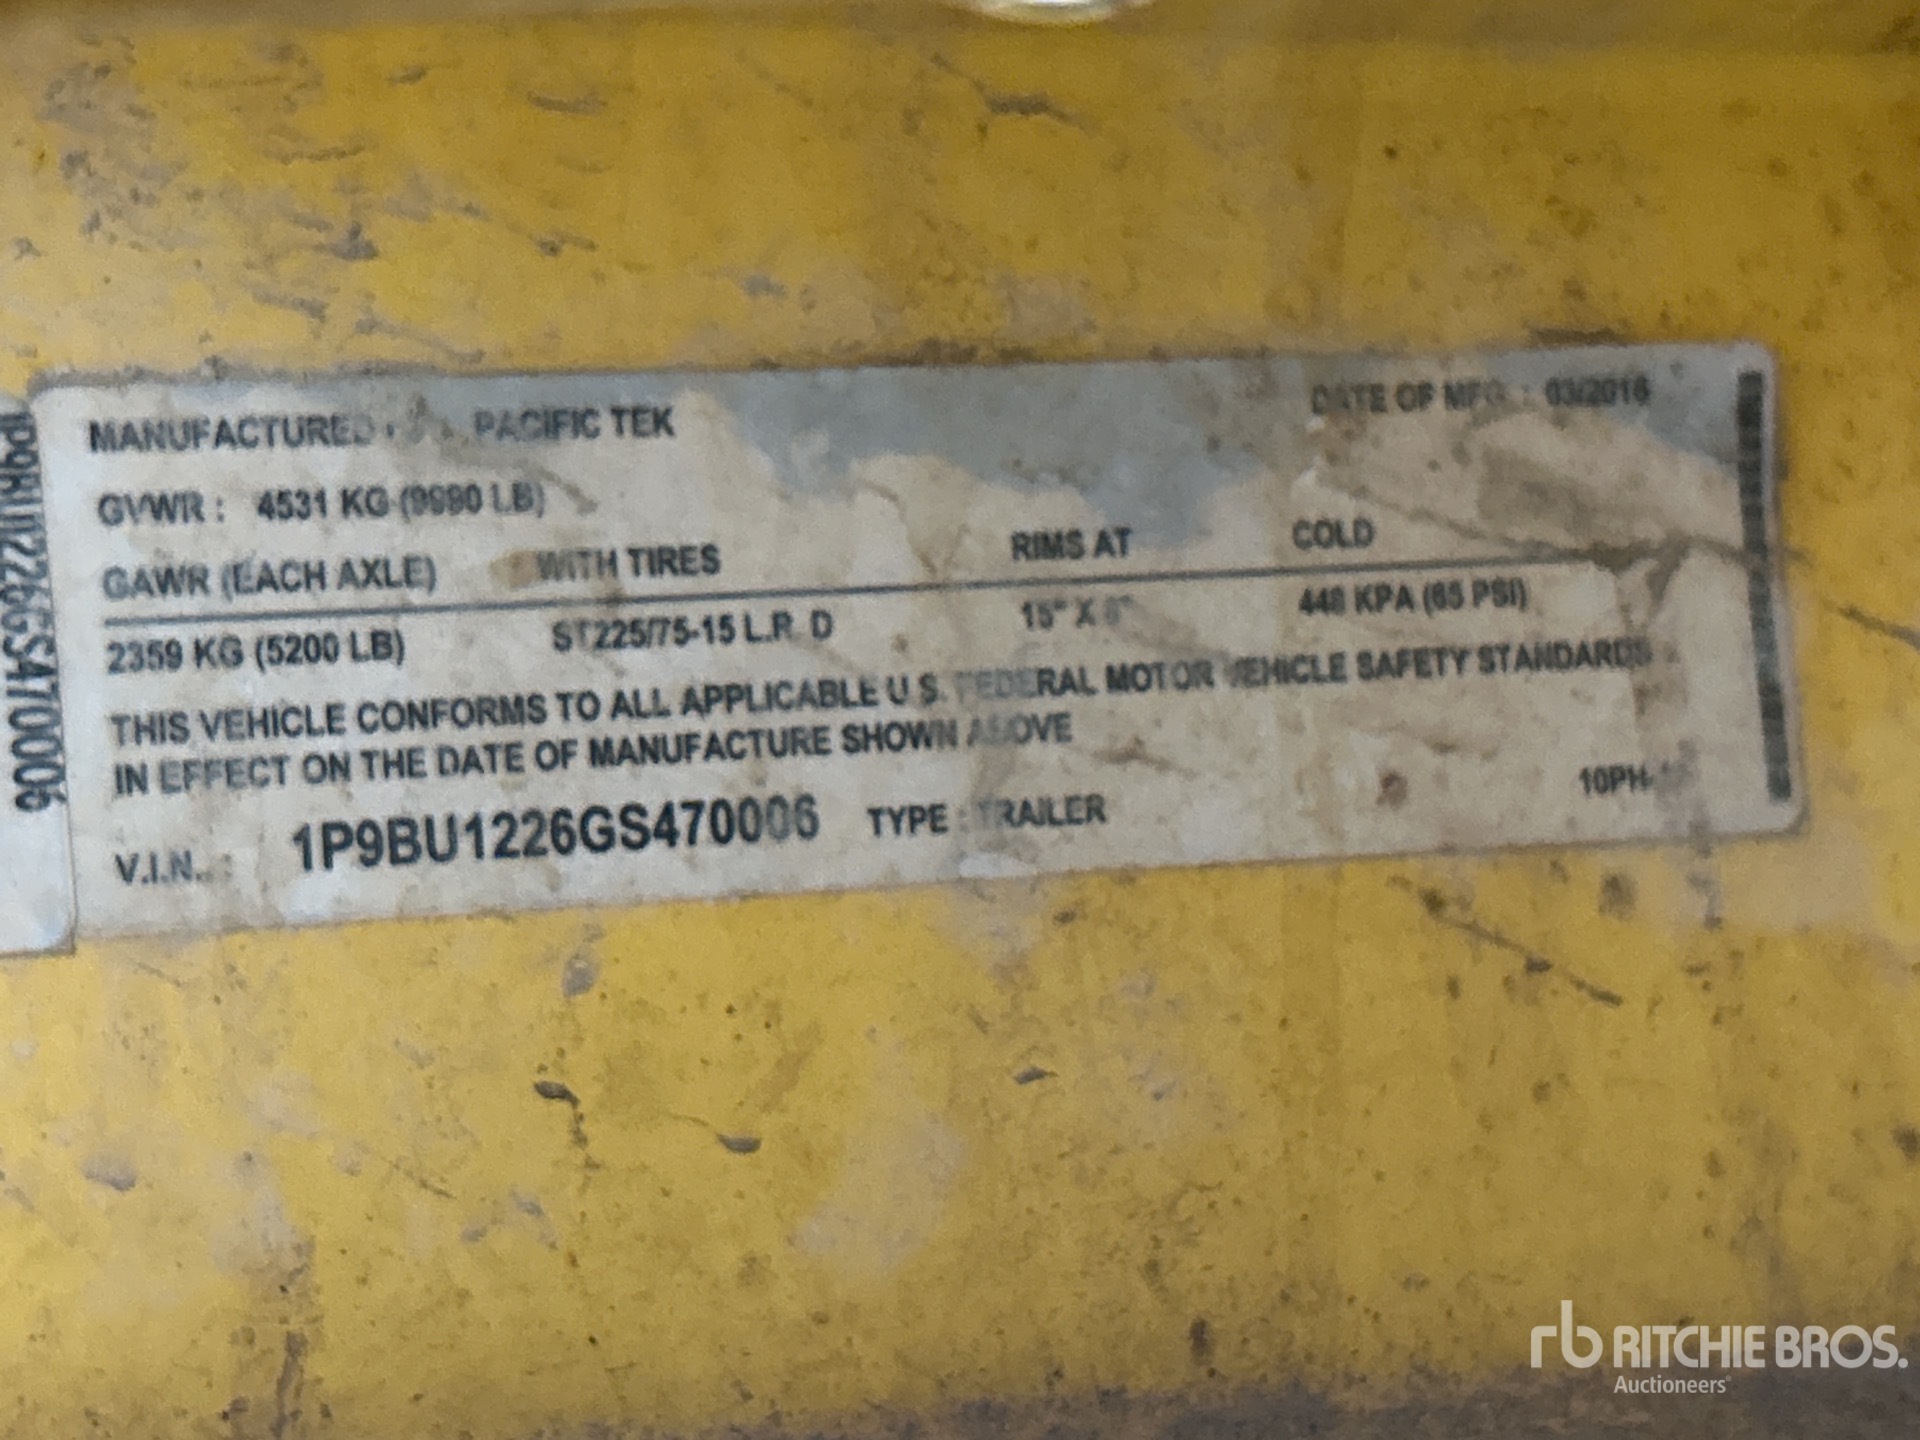 MANUFACTURED PACIFIC TEK
DATE OF MFG : 03/2016
GVWR : 4531 KG (9990 LB)
GAWR (EACH AXLE) WITH TIRES RIMS AT COLD
2359 KG (5200 LB) ST225/75-15 L.R. D 15" X 448 KPA (65 PSI)
THIS VEHICLE CONFORMS TO ALL APPLICABLE U.S. FEDERAL MOTOR VEHICLE SAFETY STANDARDS
IN EFFECT ON THE DATE OF MANUFACTURE SHOWN ABOVE
V.I.N.. : 1P9BU1226GS470006 TYPE : TRAILER
1P9BU1226GS470006
rb RITCHIE BROS.
Auctioneers